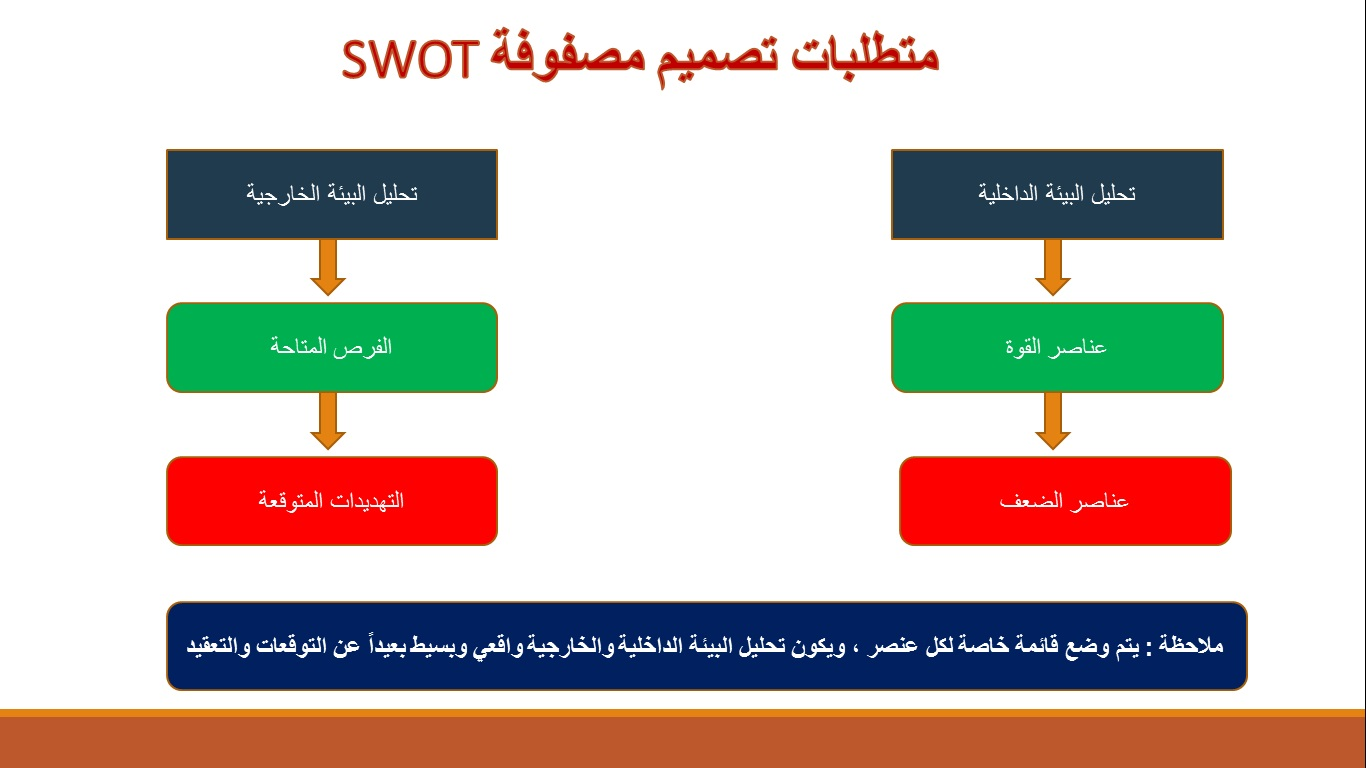 متطلبات تصميم مصفوفة SWOT
تحليل البيئة الداخلية
عناصر القوة
عناصر الضعف
تحليل البيئة الخارجية
الفرص المتاحة
التهديدات المتوقعة
ملاحظة : يتم وضع قائمة خاصة لكل عنصر ، ويكون تحليل البيئة الداخلية والخارجية واقعي وبسيط بعيداً عن التوقعات والتعقيد